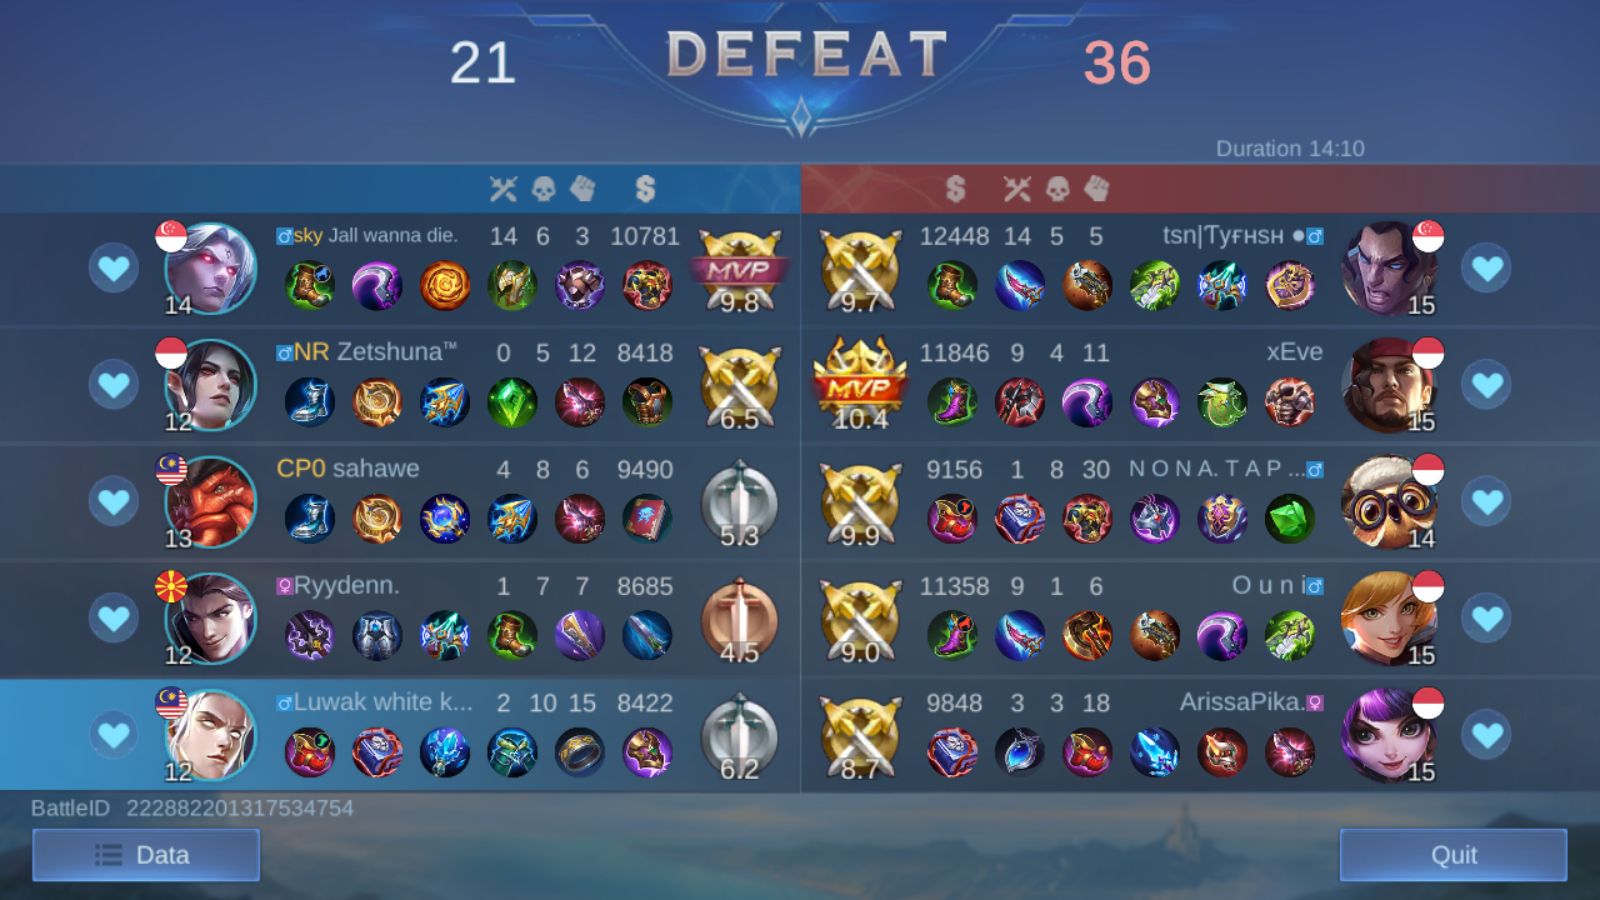 21 DEFEAT 36
Duration 14:10
sky Jall wanna die. 14 6 3 10781
14
MVP 9.8
9.7
12448 14 5 5 tsn|Tyғнsн ●
15
NR Zetshuna™ 0 5 12 8418
12
6.5
MVP 10.4
11846 9 4 11 xEve
15
CP0 sahawe 4 8 6 9490
13
5.3
9.9
9156 1 8 30 N O N A. T A P ...
14
Ryydenn. 1 7 7 8685
12
4.5
9.0
11358 9 1 6 O u n i
15
Luwak white k... 2 10 15 8422
12
6.2
8.7
9848 3 3 18 ArissaPika.
15
BattleID 222882201317534754
Data
Quit